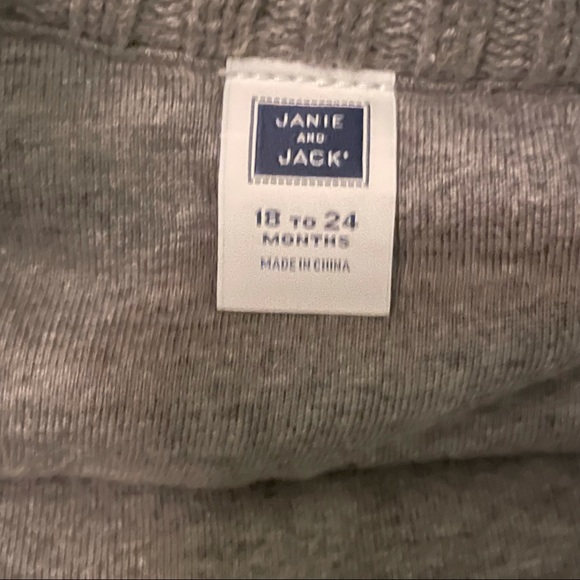 JANIE
AND
JACK
18 TO 24
MONTHS
MADE IN CHINA